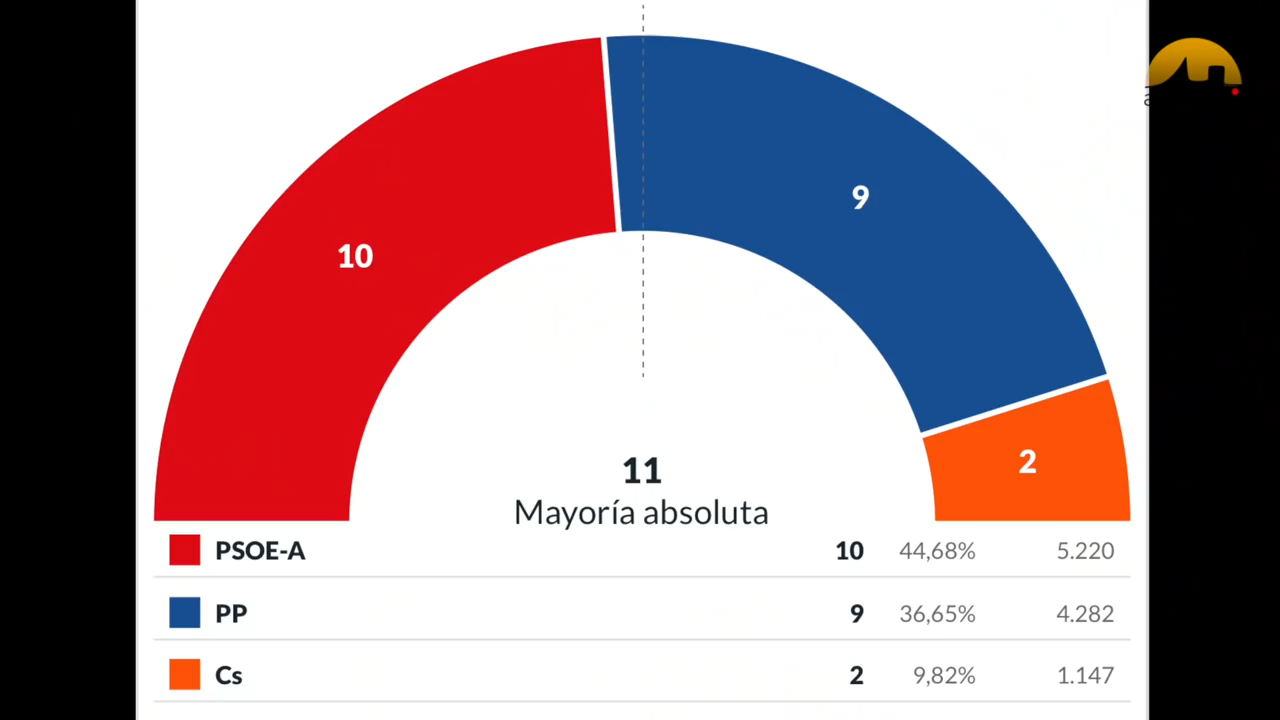 10
9
2
11
Mayoría absoluta
PSOE-A 10 44,68% 5.220
PP 9 36,65% 4.282
Cs 2 9,82% 1.147